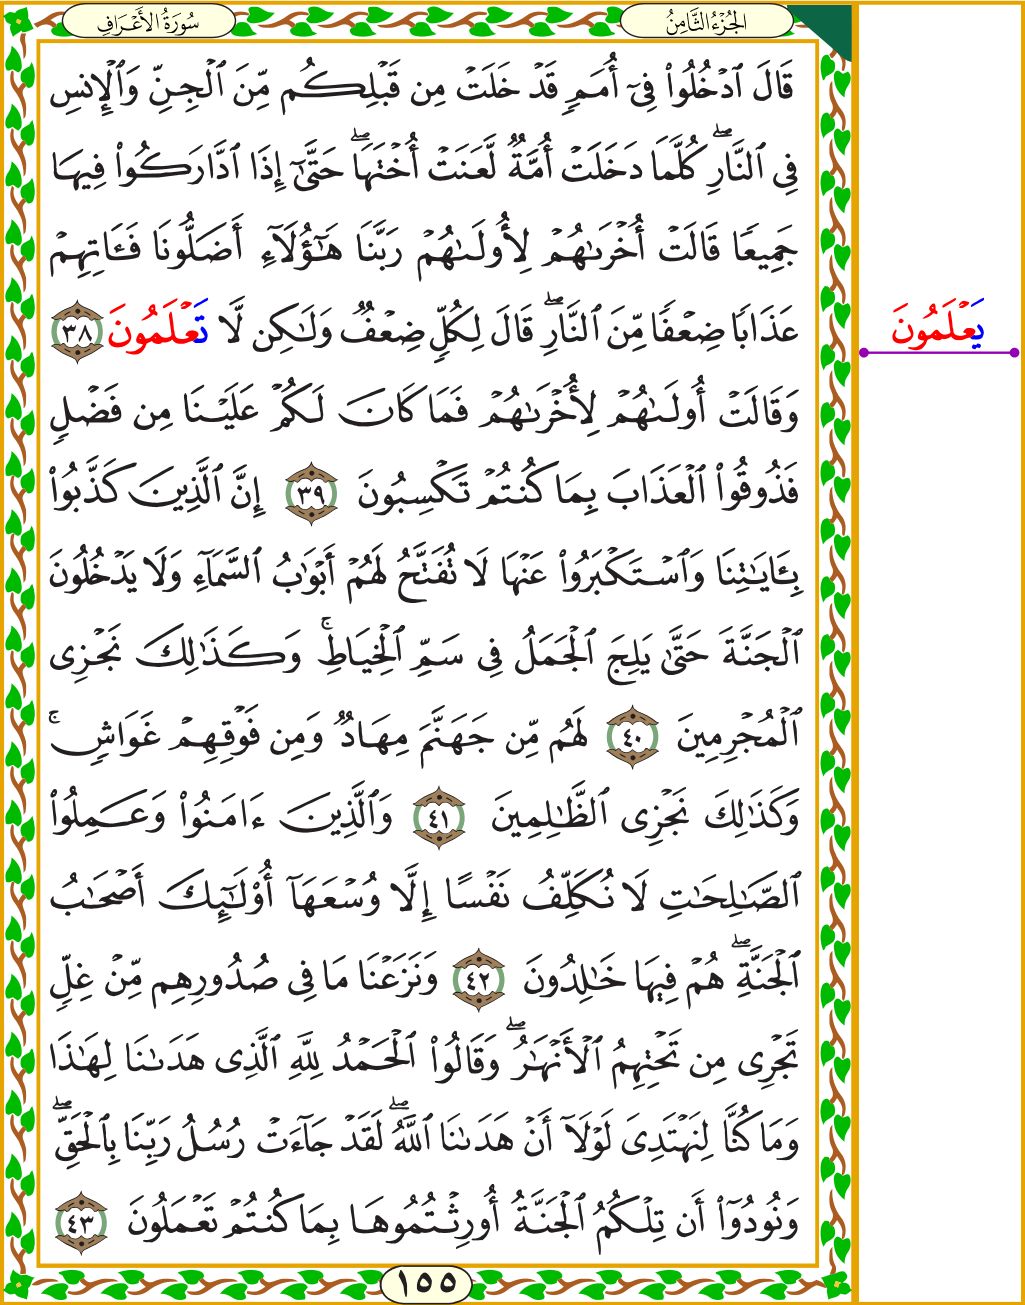 الجُزْءُ الثَّامِنُ
سُورَةُ الأَعْرَافِ
قَالَ ٱدْخُلُوا۟ فِىٓ أُمَمٍ قَدْ خَلَتْ مِن قَبْلِكُم مِّنَ ٱلْجِنِّ وَٱلْإِنسِ
فِى ٱلنَّارِ ۖ كُلَّمَا دَخَلَتْ أُمَّةٌ لَّعَنَتْ أُخْتَهَا ۖ حَتَّىٰٓ إِذَا ٱدَّارَكُوا۟ فِيهَا
جَمِيعًا قَالَتْ أُخْرَىٰهُمْ لِأُولَىٰهُمْ رَبَّنَا هَٰٓؤُلَآءِ أَضَلُّونَا فَـَٔاتِهِمْ
عَذَابًا ضِعْفًا مِّنَ ٱلنَّارِ ۖ قَالَ لِكُلٍّ ضِعْفٌ وَلَٰكِن لَّا تَعْلَمُونَ ٣٨
يَعْلَمُونَ
وَقَالَتْ أُولَىٰهُمْ لِأُخْرَىٰهُمْ فَمَا كَانَ لَكُمْ عَلَيْنَا مِن فَضْلٍ
فَذُوقُوا۟ ٱلْعَذَابَ بِمَا كُنتُمْ تَكْسِبُونَ ٣٩ إِنَّ ٱلَّذِينَ كَذَّبُوا۟
بِـَٔايَٰتِنَا وَٱسْتَكْبَرُوا۟ عَنْهَا لَا تُفَتَّحُ لَهُمْ أَبْوَٰبُ ٱلسَّمَآءِ وَلَا يَدْخُلُونَ
ٱلْجَنَّةَ حَتَّىٰ يَلِجَ ٱلْجَمَلُ فِى سَمِّ ٱلْخِيَاطِ ۚ وَكَذَٰلِكَ نَجْزِى
ٱلْمُجْرِمِينَ ٤٠ لَهُم مِّن جَهَنَّمَ مِهَادٌ وَمِن فَوْقِهِمْ غَوَاشٍ ۚ
وَكَذَٰلِكَ نَجْزِى ٱلظَّٰلِمِينَ ٤١ وَٱلَّذِينَ ءَامَنُوا۟ وَعَمِلُوا۟
ٱلصَّٰلِحَٰتِ لَا نُكَلِّفُ نَفْسًا إِلَّا وُسْعَهَآ أُو۟لَٰٓئِكَ أَصْحَٰبُ
ٱلْجَنَّةِ ۖ هُمْ فِيهَا خَٰلِدُونَ ٤٢ وَنَزَعْنَا مَا فِى صُدُورِهِم مِّنْ غِلٍّ
تَجْرِى مِن تَحْتِهِمُ ٱلْأَنْهَٰرُ ۖ وَقَالُوا۟ ٱلْحَمْدُ لِلَّهِ ٱلَّذِى هَدَىٰنَا لِهَٰذَا
وَمَا كُنَّا لِنَهْتَدِىَ لَوْلَآ أَنْ هَدَىٰنَا ٱللَّهُ ۖ لَقَدْ جَآءَتْ رُسُلُ رَبِّنَا بِٱلْحَقِّ ۖ
وَنُودُوٓا۟ أَن تِلْكُمُ ٱلْجَنَّةُ أُورِثْتُمُوهَا بِمَا كُنتُمْ تَعْمَلُونَ ٤٣
١٥٥